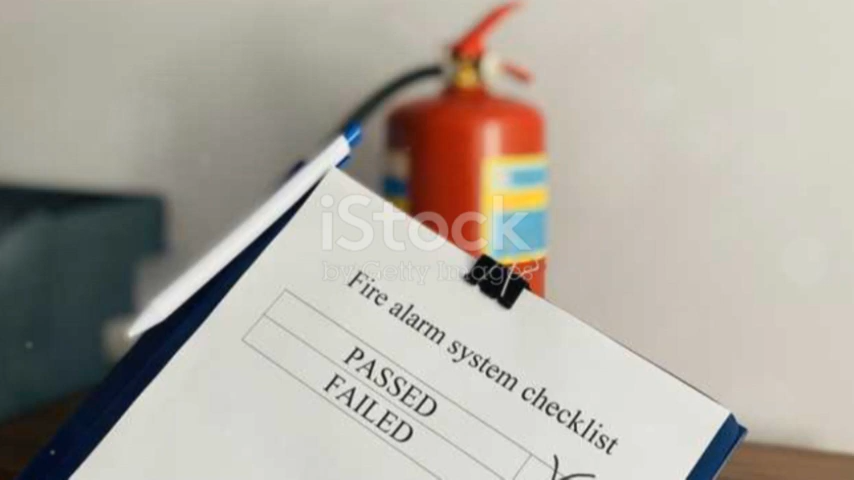 iStock
by Getty Images
Fire alarm system checklist
PASSED
FAILED